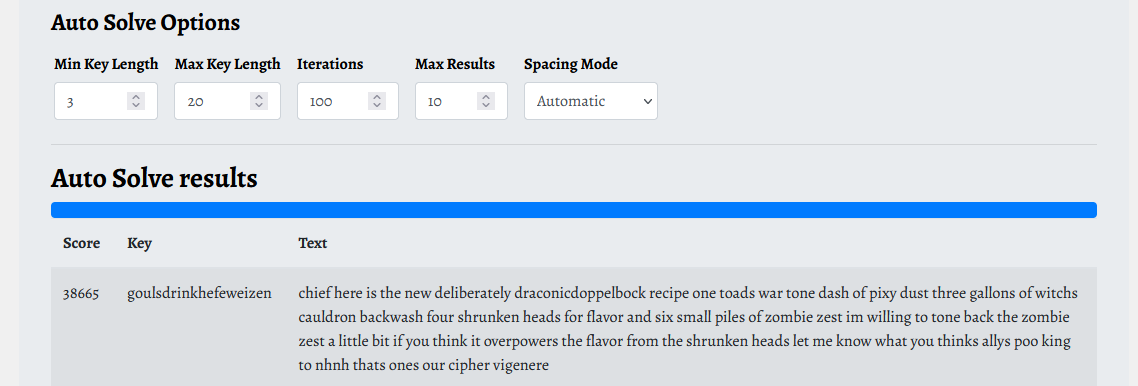 Auto Solve Options
Min Key Length Max Key Length Iterations Max Results Spacing Mode
3 20 100 10 Automatic
Auto Solve results
Score Key Text
38665 goulsdrinkhefeweizen chief here is the new deliberately draconicdoppelbock recipe one toads war tone dash of pixy dust three gallons of witchs
cauldron backwash four shrunken heads for flavor and six small piles of zombie zest im willing to tone back the zombie
zest a little bit if you think it overpowers the flavor from the shrunken heads let me know what you thinks allys poo king
to nhnh thats ones our cipher vigenere